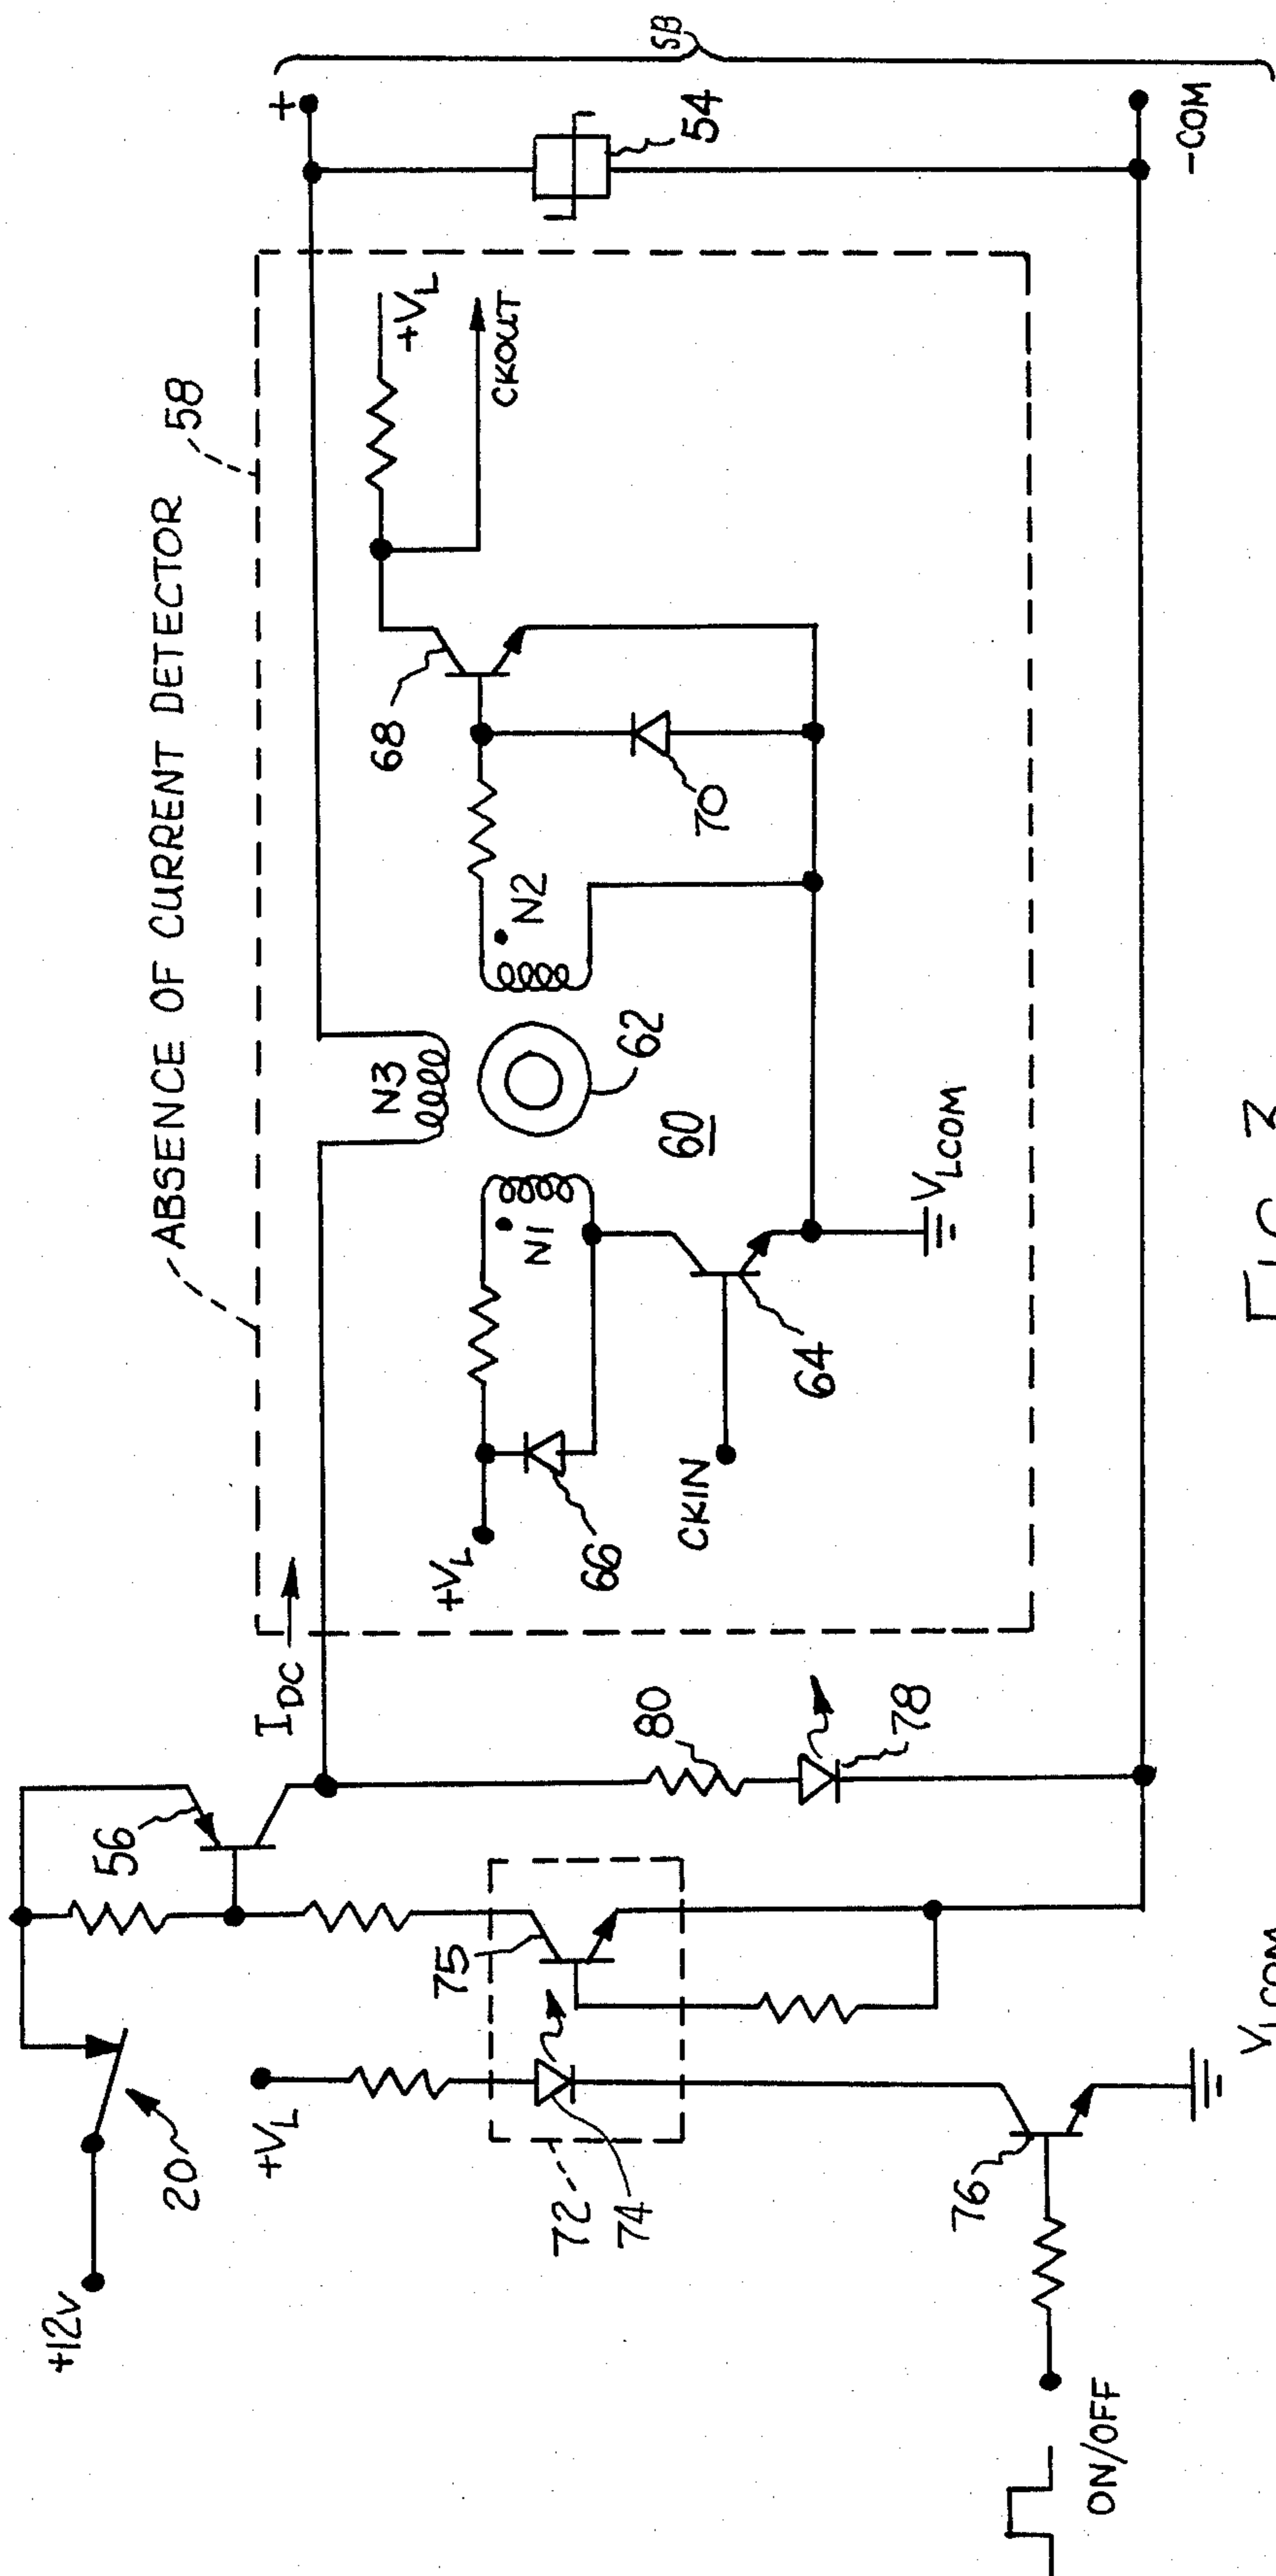 ABSENCE OF CURRENT DETECTOR
58
+12v
20
56
IDC
N3
+VL
CKOUT
+
SB
54
-COM
+VL
66
N1
62
60
N2
68
70
CKIN
64
VLCOM
75
80
78
+VL
72
74
76
ON/OFF
VLCOM
FIG. 3